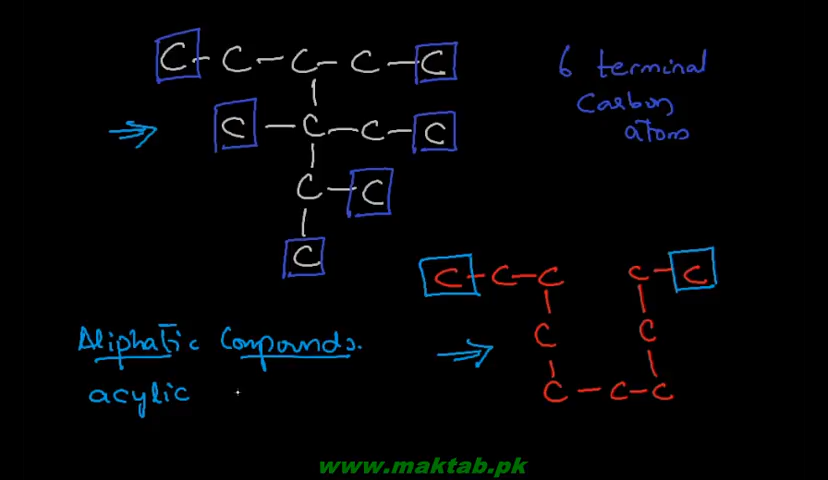 C - C - C - C - C
6 terminal
Carbon
atoms
C - C - C - C
C - C
C
C - C - C
C - C
C
C
C - C - C
Aliphatic Compounds.
acylic
www.maktab.pk